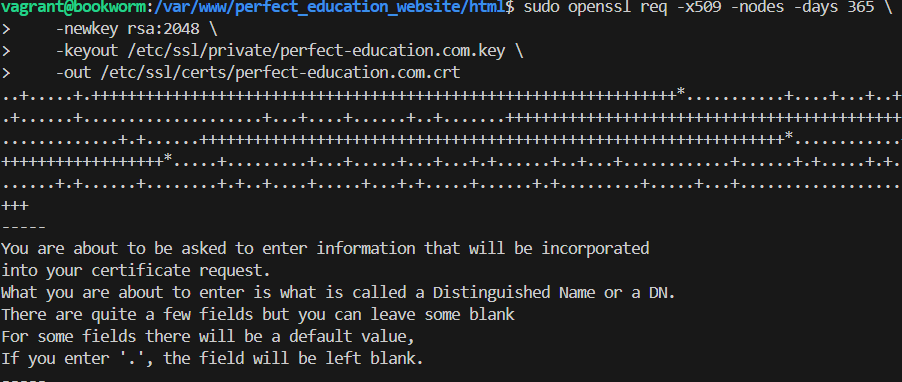 vagrant@bookworm:/var/www/perfect_education_website/html$ sudo openssl req -x509 -nodes -days 365 \
>     -newkey rsa:2048 \
>     -keyout /etc/ssl/private/perfect-education.com.key \
>     -out /etc/ssl/certs/perfect-education.com.crt
..+.....+.+++++++++++++++++++++++++++++++++++++++++++++++++++++++++++++++++*...........+....+...+..+
.+......+.....................+...+....+......+..+.......++++++++++++++++++++++++++++++++++++++++++++
.............+.+......+++++++++++++++++++++++++++++++++++++++++++++++++++++++++++++++++*............
++++++++++++++++++*.....+.........+...+.....+...+...+.+.......+..+...+.............+......+.+.....+.+.
......+.+......+........+.+..+....+.....+...+.+......+.+.........+.........+.....+...+..................
+++
-----
You are about to be asked to enter information that will be incorporated
into your certificate request.
What you are about to enter is what is called a Distinguished Name or a DN.
There are quite a few fields but you can leave some blank
For some fields there will be a default value,
If you enter '.', the field will be left blank.
-----